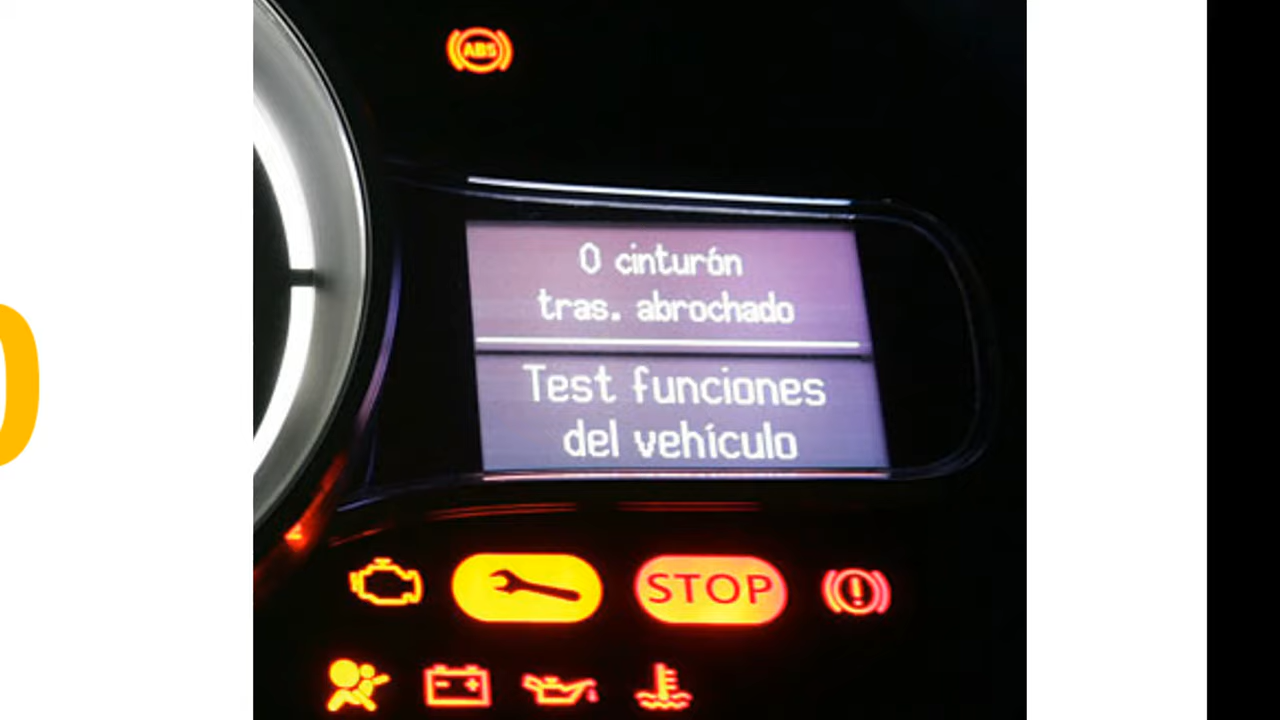 ABS
0 cinturón
tras. abrochado
Test funciones
del vehículo
STOP